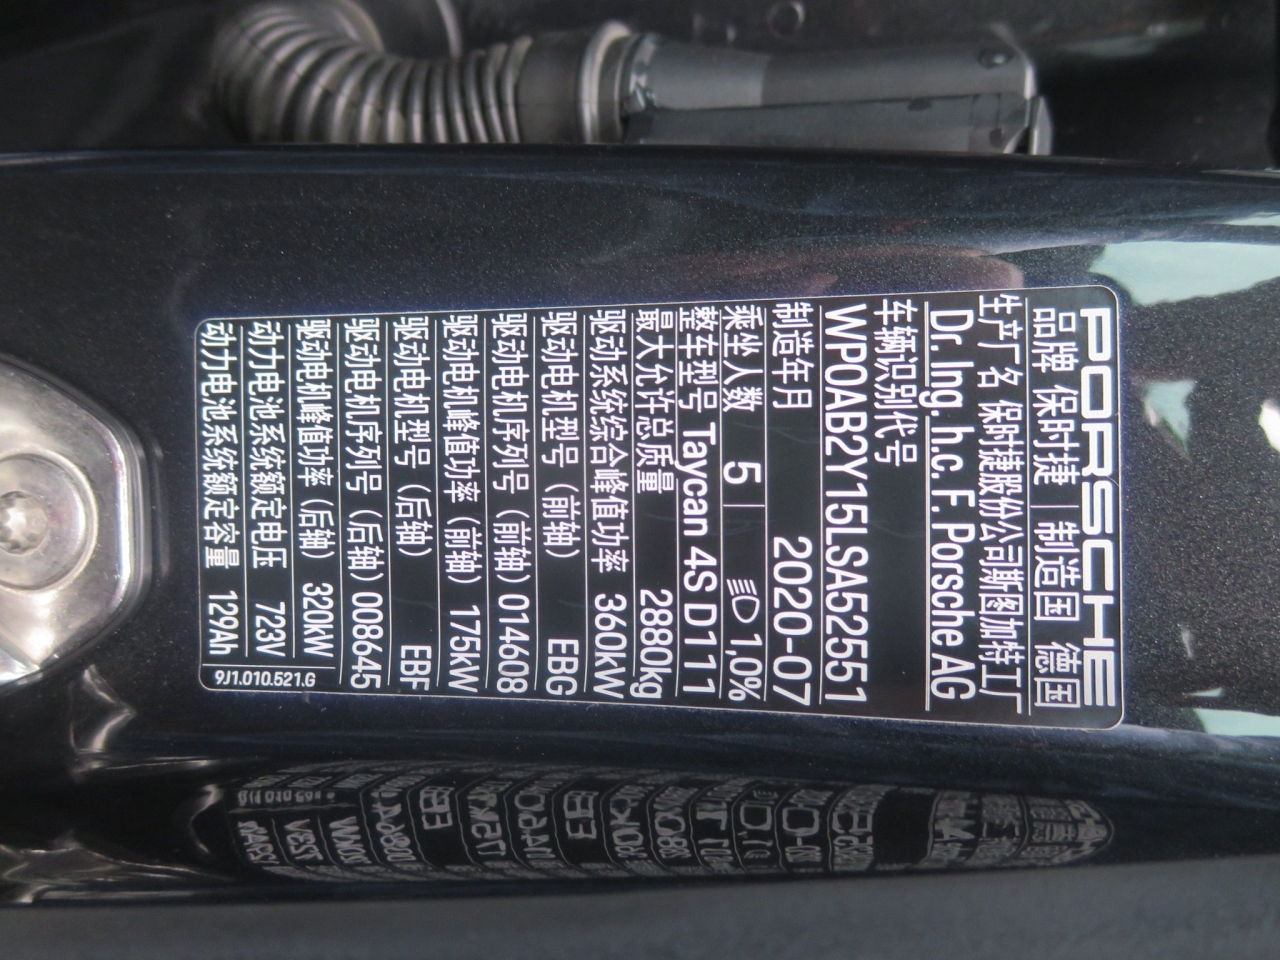 PORSCHE
品牌 保时捷 制造国 德国
生产厂名 保时捷股份公司斯图加特工厂
Dr. Ing. h.c. F. Porsche AG
车辆识别代号
WP0AB2Y15LSA52551
制造年月 2020-07
乘坐人数 5 1,0%
整车型号 Taycan 4S D111
最大允许总质量 2880kg
驱动系统综合峰值功率 360kW
驱动电机型号(前轴) EBG
驱动电机序列号(前轴)014608
驱动电机峰值功率(前轴) 175kW
驱动电机型号(后轴) EBF
驱动电机序列号(后轴)008645
驱动电机峰值功率(后轴) 320kW
动力电池系统额定电压 723V
动力电池系统额定容量 129Ah
9J1.010.521.G